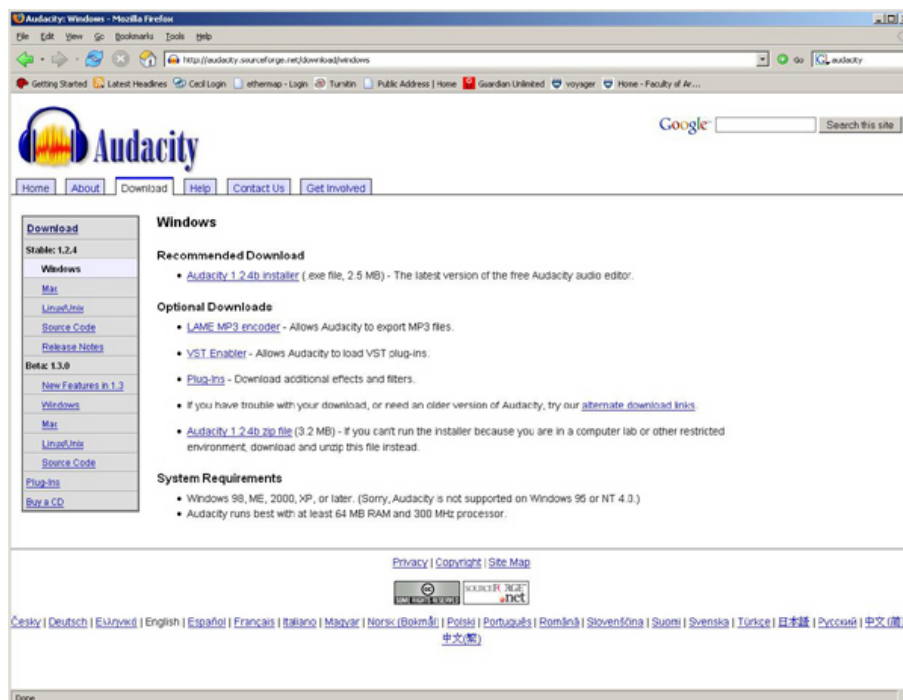 Audacity: Windows - Mozilla Firefox
File Edit View Go Bookmarks Tools Help
http://audacity.sourceforge.net/download/windows Go audacity
Getting Started Latest Headlines Cecil Login ethermap - Login Turnitin Public Address | Home Guardian Unlimited voyager Home - Faculty of Ar...
Audacity
Google Search this site
Home About Download Help Contact Us Get Involved
Download
Stable: 1.2.4
Windows
Mac
Linux/Unix
Source Code
Release Notes
Beta: 1.3.0
New Features in 1.3
Windows
Mac
Linux/Unix
Source Code
Plug-Ins
Buy a CD
Windows
Recommended Download
• Audacity 1.2.4b installer (.exe file, 2.5 MB) - The latest version of the free Audacity audio editor.
Optional Downloads
• LAME MP3 encoder - Allows Audacity to export MP3 files.
• VST Enabler - Allows Audacity to load VST plug-ins.
• Plug-Ins - Download additional effects and filters.
• If you have trouble with your download, or need an older version of Audacity, try our alternate download links.
• Audacity 1.2.4b zip file (3.2 MB) - If you can't run the installer because you are in a computer lab or other restricted
environment, download and unzip this file instead.
System Requirements
• Windows 98, ME, 2000, XP, or later. (Sorry, Audacity is not supported on Windows 95 or NT 4.0.)
• Audacity runs best with at least 64 MB RAM and 300 MHz processor.
Privacy | Copyright | Site Map
cc SOME RIGHTS RESERVED SOURCEFORGE .net
Česky | Deutsch | Ελληνικά | English | Español | Français | Italiano | Magyar | Norsk (Bokmål) | Polski | Português | Română | Slovenščina | Suomi | Svenska | Türkçe | 日本語 | Русский | 中文(简)
中文(繁)
Done